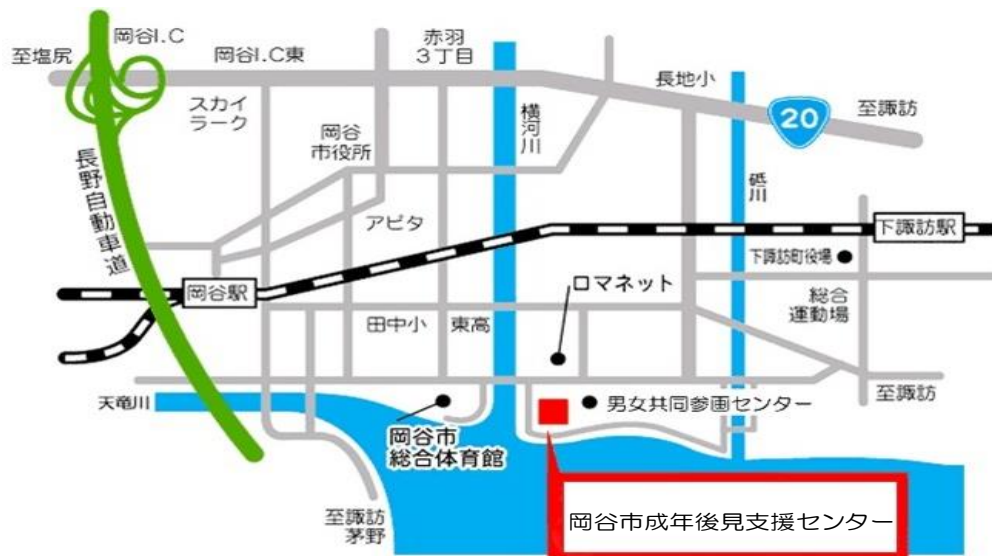 岡谷I.C
至塩尻
岡谷I.C東
赤羽
3丁目
長地小
20
至諏訪
スカイ
ラーク
岡谷
市役所
横河川
砥川
長野自動車道
アピタ
下諏訪駅
下諏訪町役場
岡谷駅
ロマネット
総合
運動場
田中小
東高
至諏訪
天竜川
男女共同参画センター
岡谷市
総合体育館
至諏訪
茅野
岡谷市成年後見支援センター